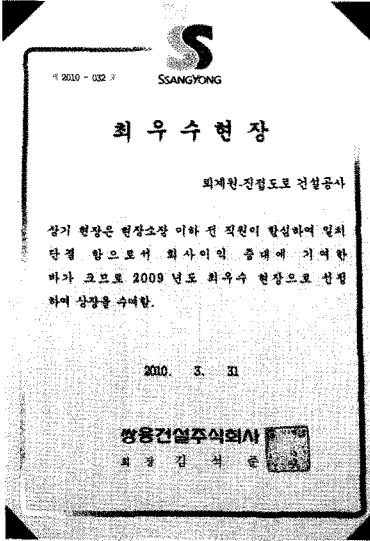 SSANGYONG
제 2010 - 032 호
최우수현장
퇴계원-진접도로 건설공사
상기 현장은 현장소장 이하 전 직원이 합심하여 일치
단결 함으로서 회사이익 증대에 기여한
바가 크므로 2009 년도 최우수 현장으로 선정
하여 상장을 수여함.
2010. 3. 31
쌍용건설주식회사
회 장 김 석 준